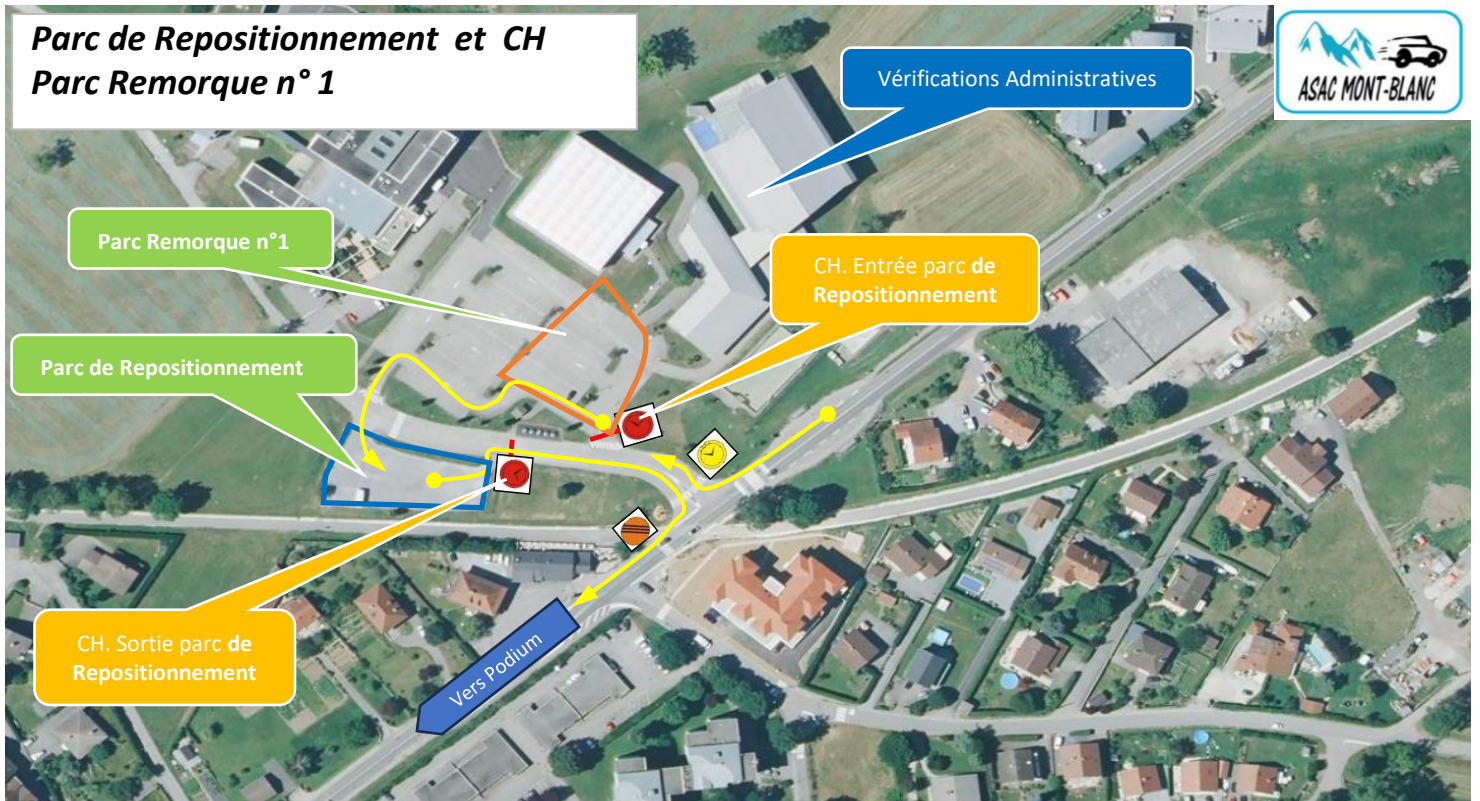 Parc de Repositionnement et CH
Parc Remorque n° 1
Vérifications Administratives
ASAC MONT-BLANC
Parc Remorque n°1
CH. Entrée parc de
Repositionnement
Parc de Repositionnement
CH. Sortie parc de
Repositionnement
Vers Podium